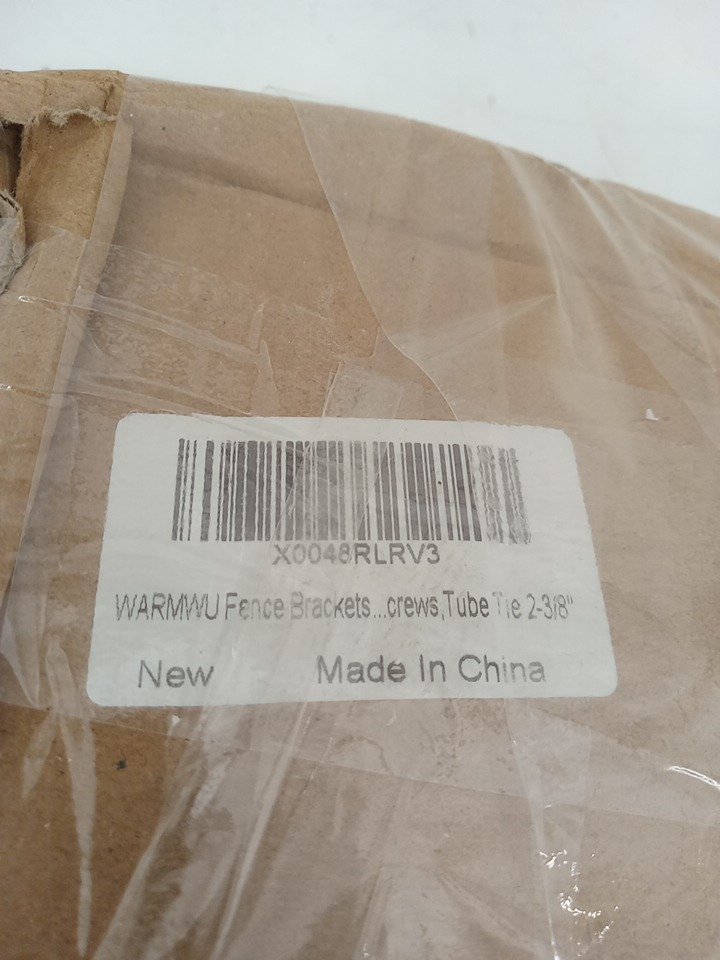 X0048RLRV3
WARMWU Fence Brackets...crews,Tube Tie 2-3/8"
New Made In China